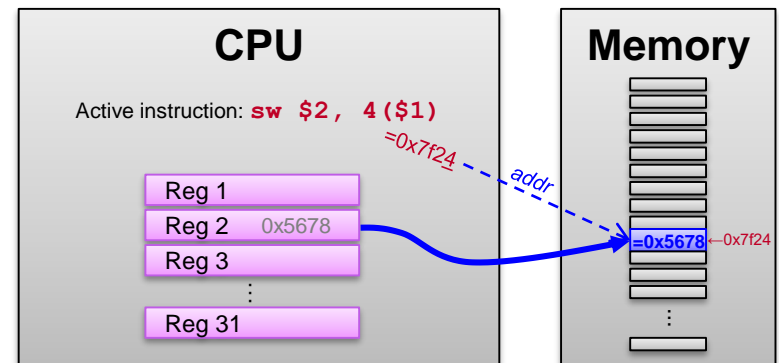 CPU
Active instruction: sw $2, 4($1)
=0x7f24
addr
Reg 1
Reg 2 0x5678
Reg 3
⋮
Reg 31
Memory
=0x5678 ←0x7f24
⋮